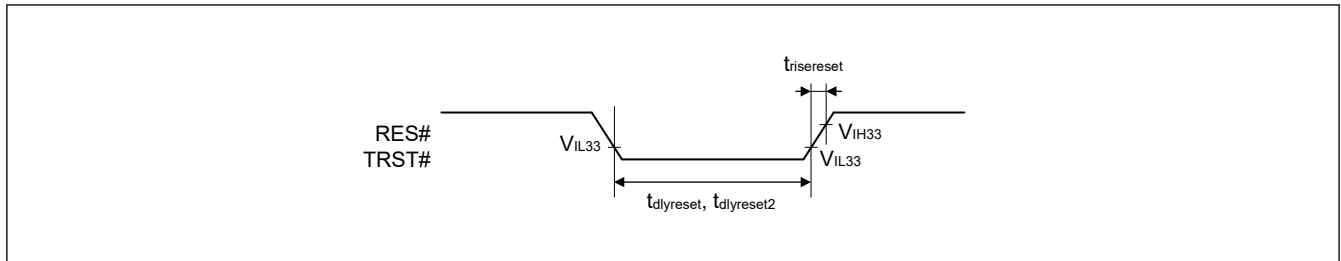 trisereset
RES#
TRST#
VIL33
VIH33
VIL33
tdlyreset, tdlyreset2